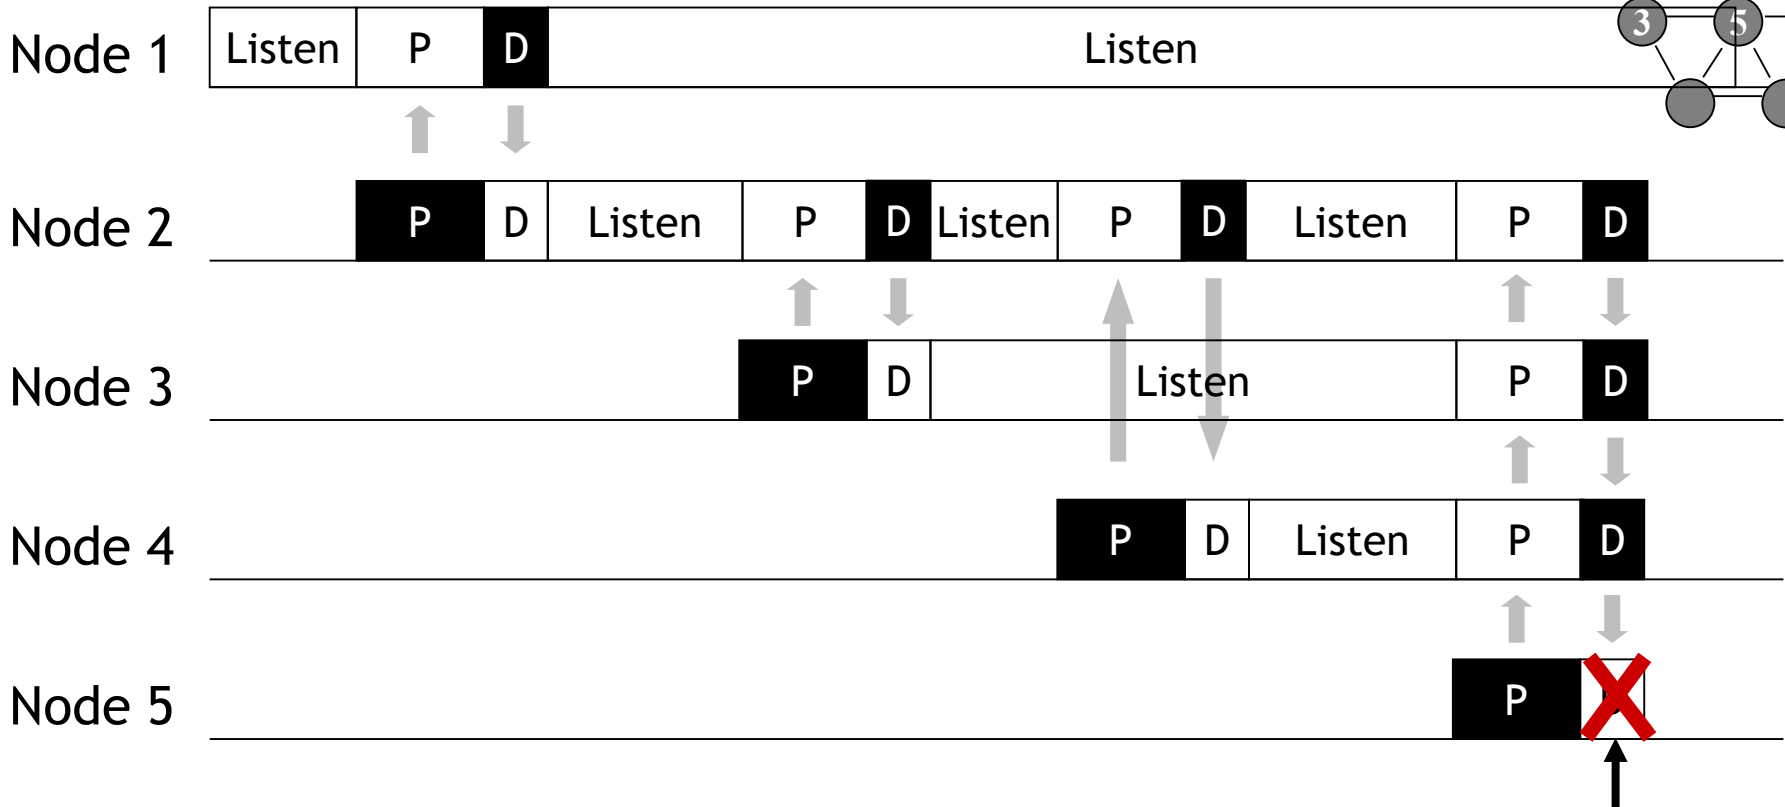 Node 1 Listen P D Listen 3 5
Node 2 P D Listen P D Listen P D Listen P D
Node 3 P D Listen P D
Node 4 P D Listen P D
Node 5 P